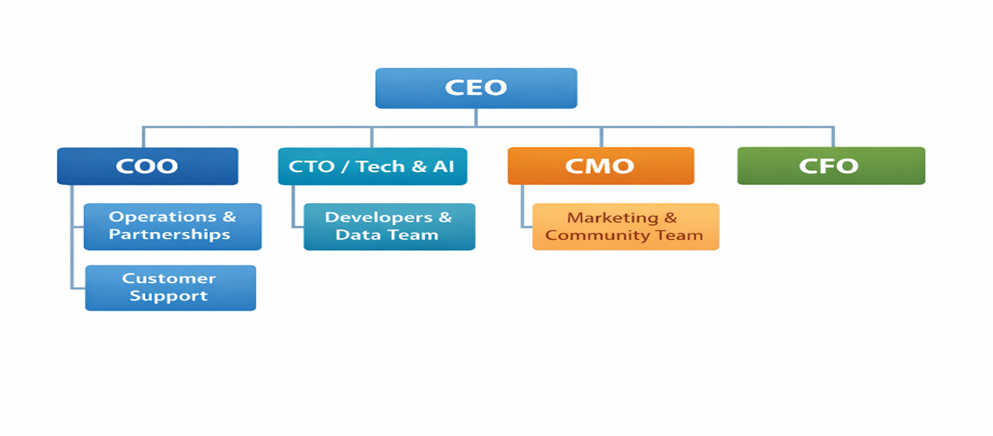 CEO
COO
CTO / Tech & AI
CMO
CFO
Operations &
Partnerships
Developers &
Data Team
Marketing &
Community Team
Customer
Support